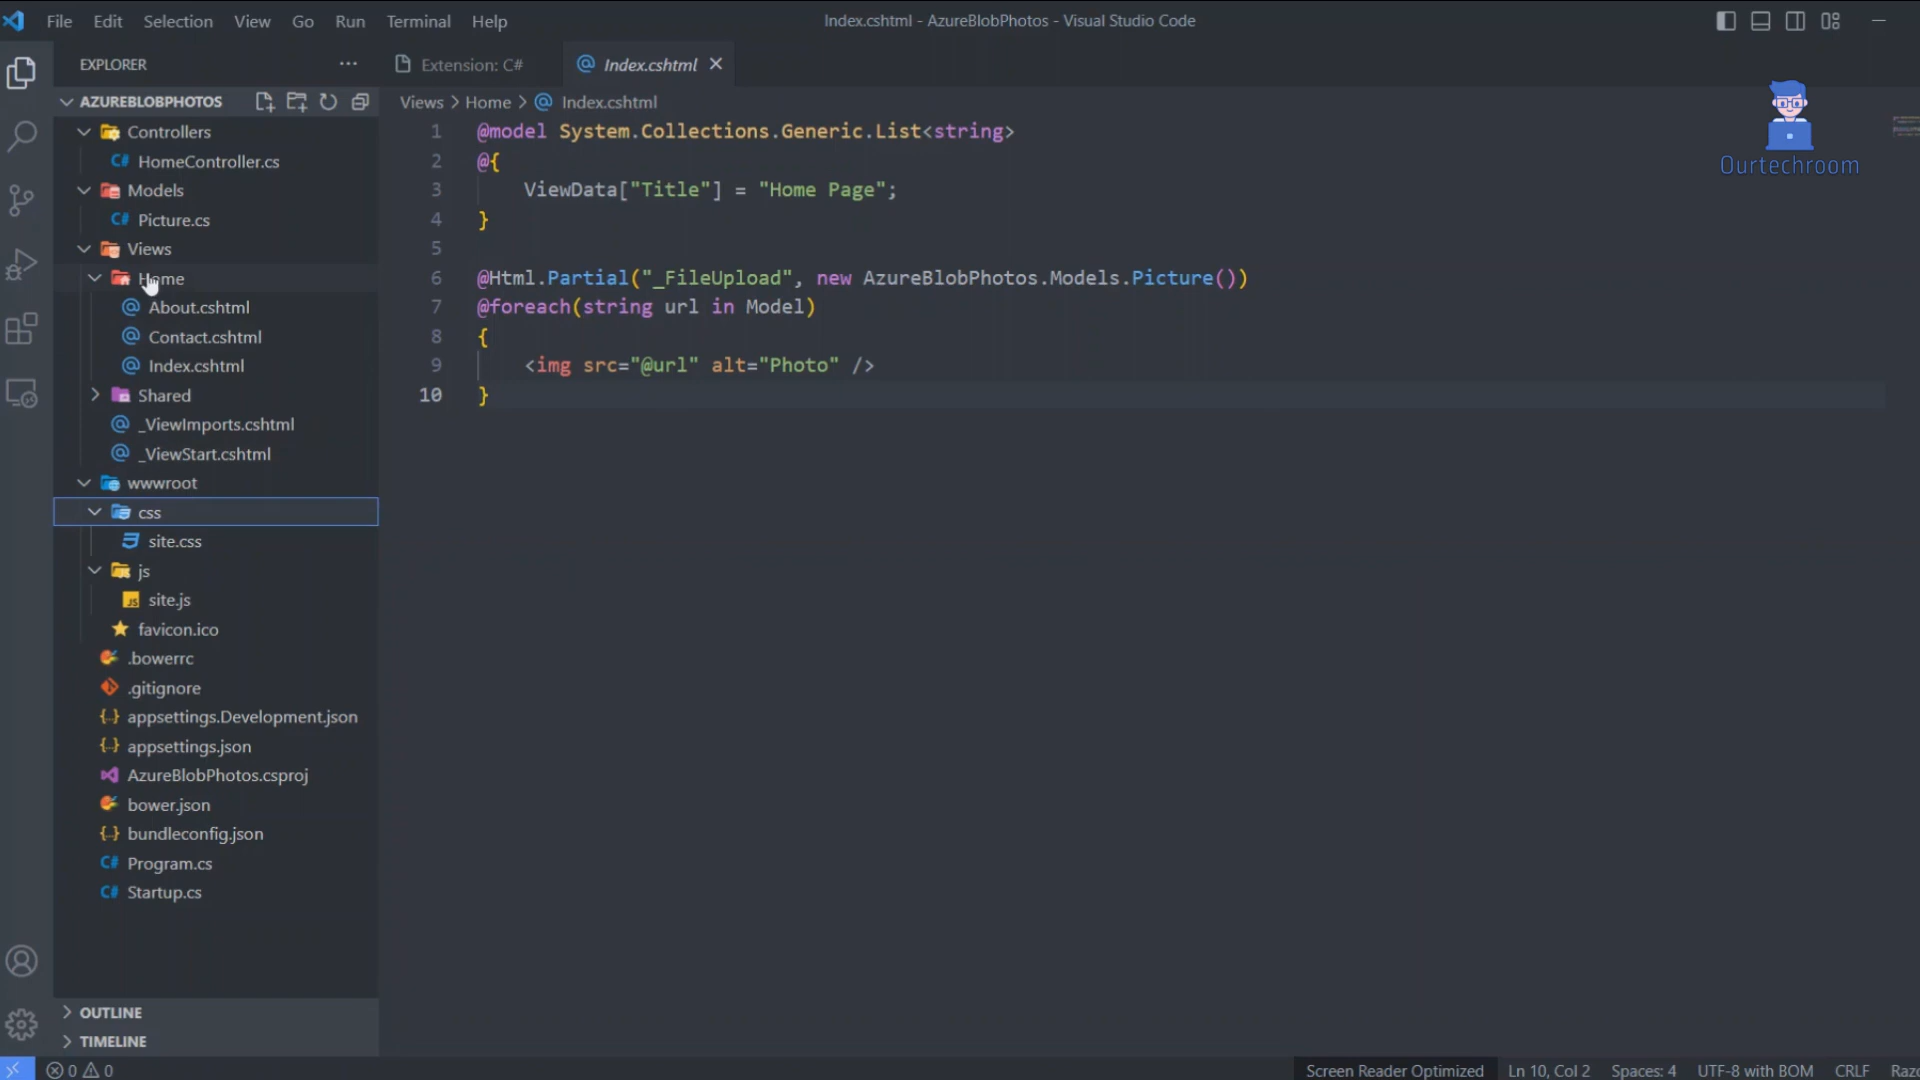 File Edit Selection View Go Run Terminal Help
Index.cshtml - AzureBlobPhotos - Visual Studio Code
EXPLORER
Extension: C#
Index.cshtml
AZUREBLOBPHOTOS
Views > Home > Index.cshtml
Controllers
HomeController.cs
Models
Picture.cs
Views
Home
About.cshtml
Contact.cshtml
Index.cshtml
Shared
_ViewImports.cshtml
_ViewStart.cshtml
wwwroot
css
site.css
js
JS site.js
favicon.ico
.bowerrc
.gitignore
{..} appsettings.Development.json
{..} appsettings.json
AzureBlobPhotos.csproj
bower.json
{..} bundleconfig.json
C# Program.cs
C# Startup.cs
OUTLINE
TIMELINE
1 @model System.Collections.Generic.List<string>
2 @{
3 ViewData["Title"] = "Home Page";
4 }
5
6 @Html.Partial("_FileUpload", new AzureBlobPhotos.Models.Picture())
7 @foreach(string url in Model)
8 {
9 <img src="@url" alt="Photo" />
10 }
Ourtechroom
0 0
Screen Reader Optimized Ln 10, Col 2 Spaces: 4 UTF-8 with BOM CRLF Razo